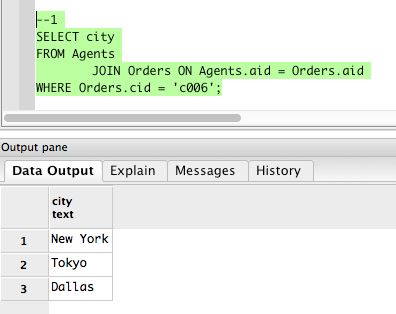 --1
SELECT city
FROM Agents
JOIN Orders ON Agents.aid = Orders.aid
WHERE Orders.cid = 'c006';
Output pane
Data Output Explain Messages History
city
text
1 New York
2 Tokyo
3 Dallas